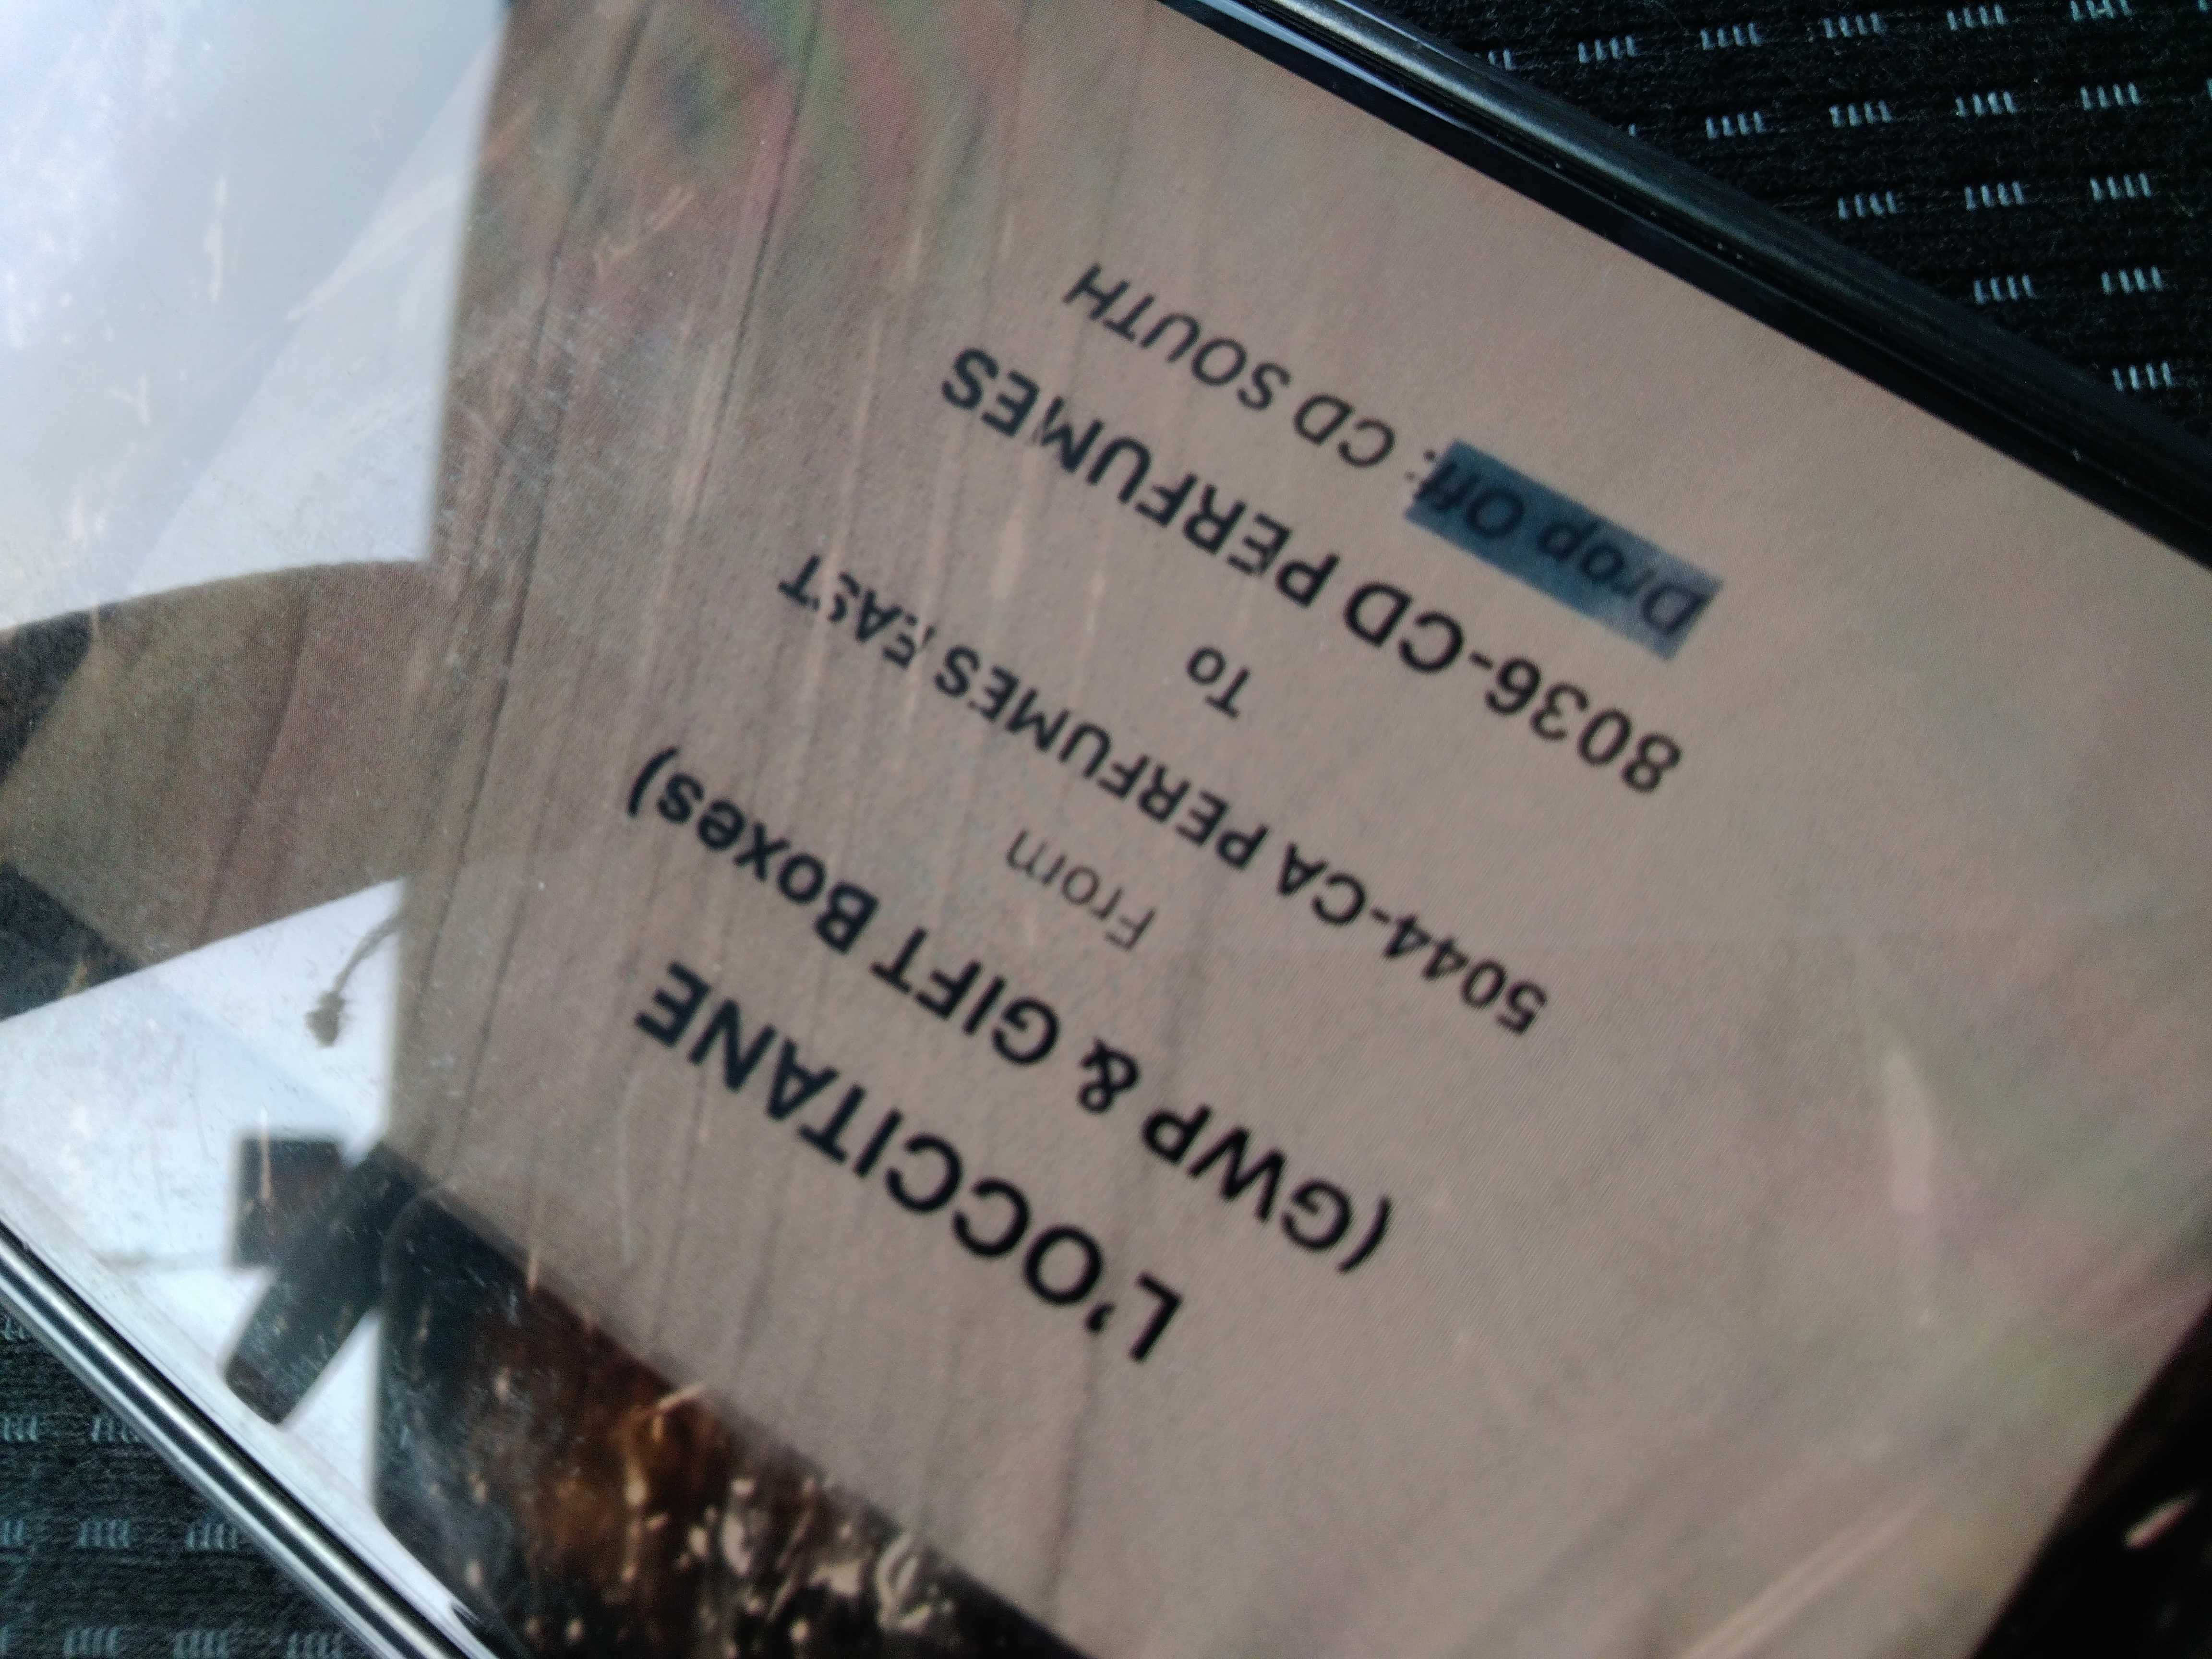 L'OCCITANE
(GWP & GIFT Boxes)
From
5044-CA PERFUMES EAST
To
8036-CD PERFUMES
Drop Off: CD SOUTH